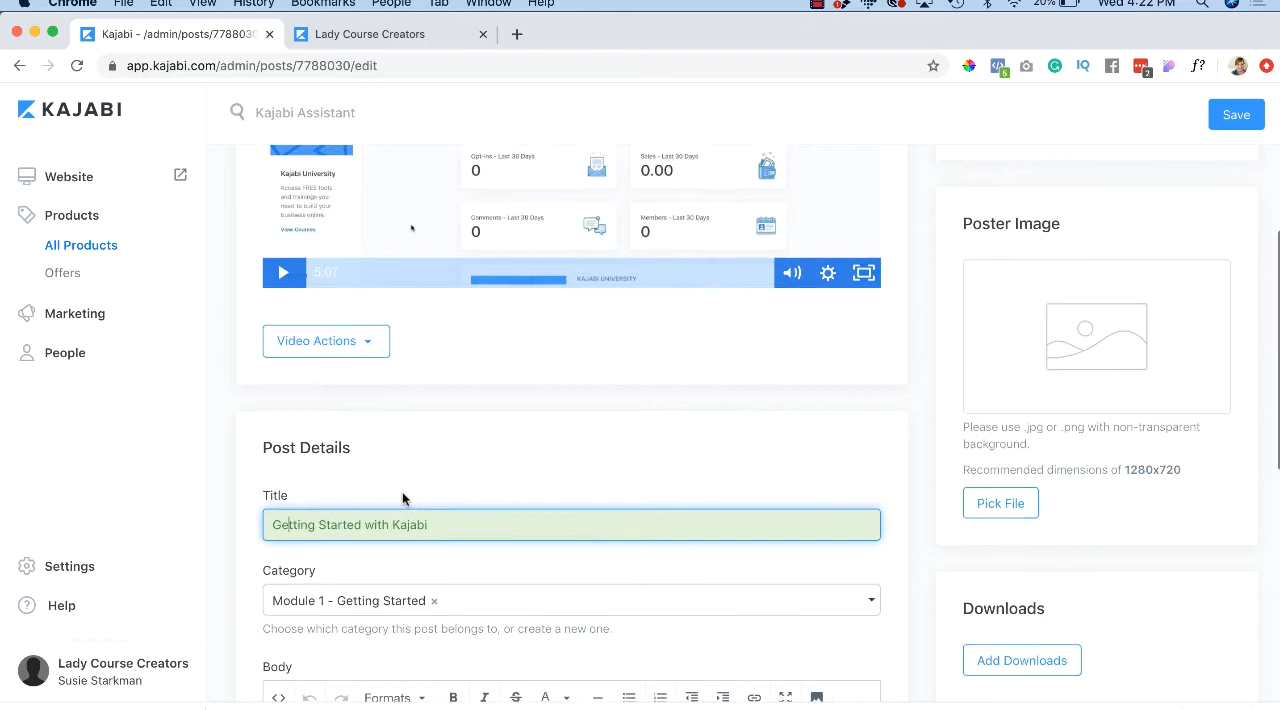 Chrome File Edit View History Bookmarks People Tab Window Help 20% Wed 4:22 PM
Kajabi - /admin/posts/7788030 Lady Course Creators
app.kajabi.com/admin/posts/7788030/edit
5 IQ 2 f?
KAJABI
Kajabi Assistant
Save
Website
Products
All Products
Offers
Marketing
People
Settings
Help
Lady Course Creators
Susie Starkman
Kajabi University
Access FREE tools
and trainings you
need to build your
business online.
View Courses
Opt-ins - Last 30 Days
0
Sales - Last 30 Days
0.00
Comments - Last 30 Days
0
Members - Last 30 Days
0
5:07
KAJABI UNIVERSITY
Video Actions
Post Details
Title
Getting Started with Kajabi
Category
Module 1 - Getting Started ×
Choose which category this post belongs to, or create a new one.
Body
Formats B I S A
Poster Image
Please use .jpg or .png with non-transparent
background.
Recommended dimensions of 1280x720
Pick File
Downloads
Add Downloads